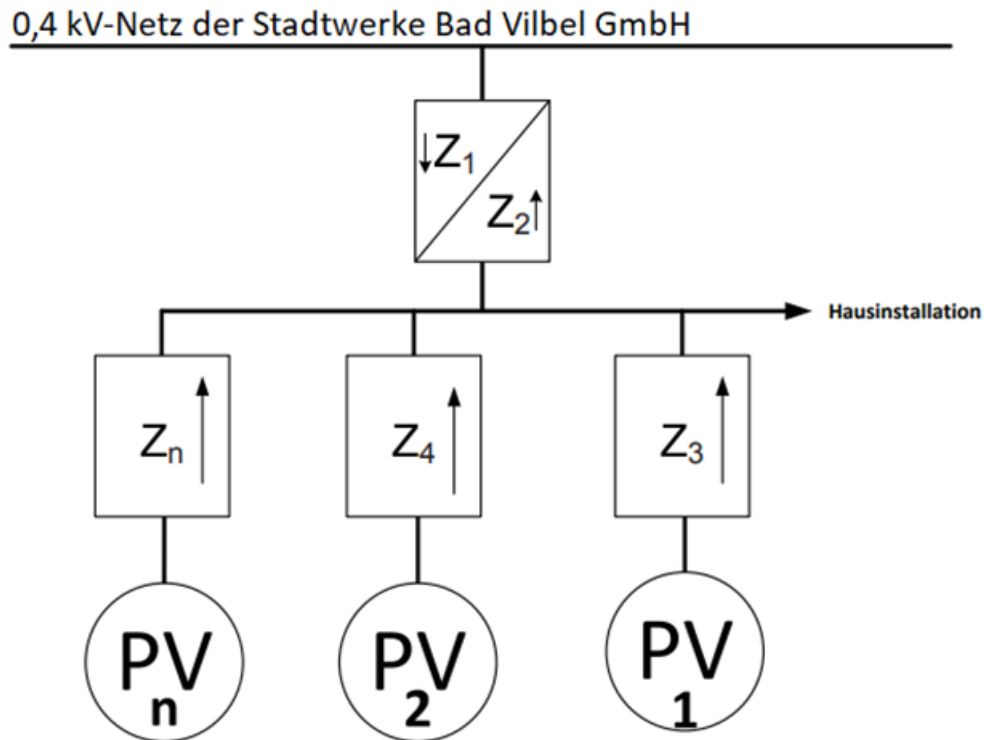 0,4 kV-Netz der Stadtwerke Bad Vilbel GmbH
↓Z₁
Z₂↑
Hausinstallation
Zₙ Z₄ Z₃
PV PV PV
n 2 1